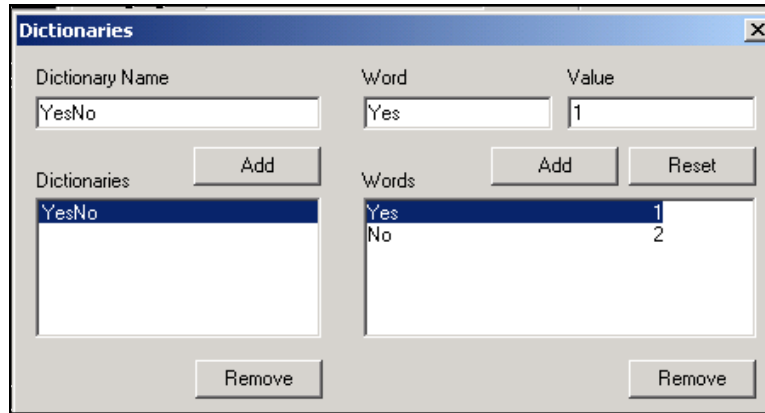 Dictionaries
Dictionary Name Word Value
YesNo Yes 1
Add Add Reset
Dictionaries Words
YesNo Yes 1
No 2
Remove Remove